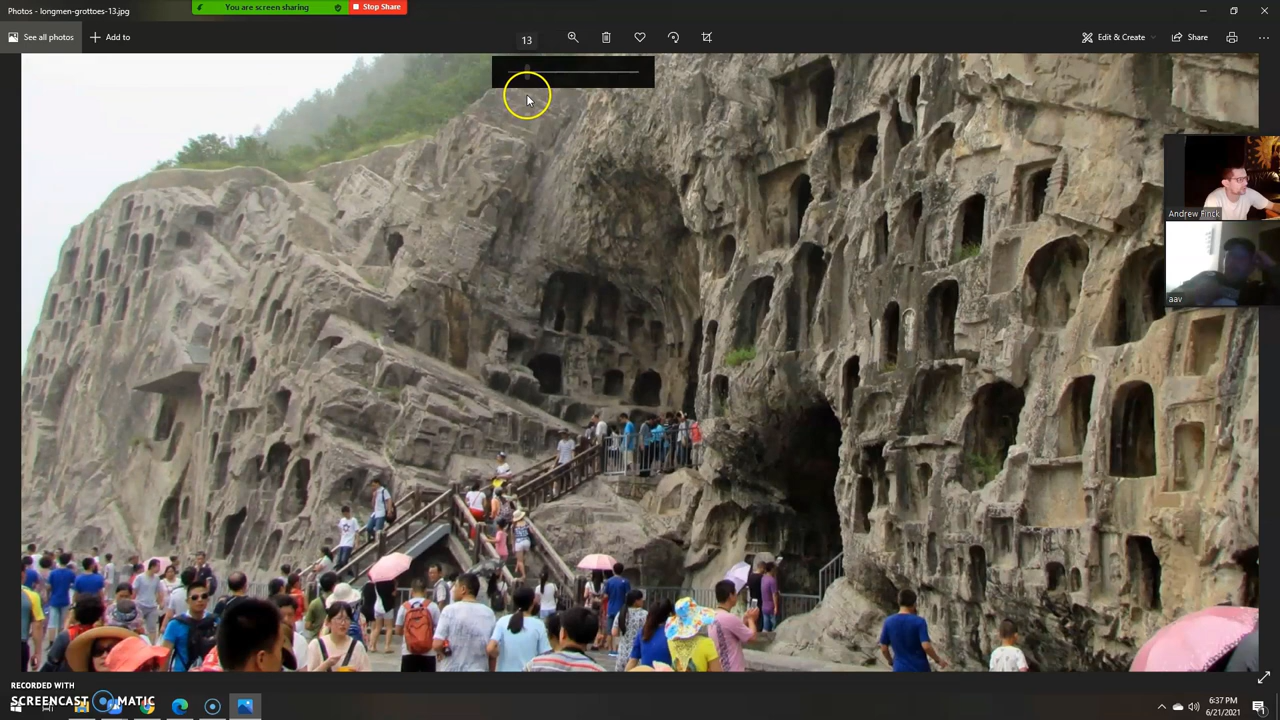 Photos - longmen-grottoes-13.jpg
You are screen sharing
Stop Share
See all photos
Add to
13
Edit & Create
Share
Andrew Finck
aav
RECORDED WITH
SCREENCAST MATIC
6:37 PM
6/21/2021
1